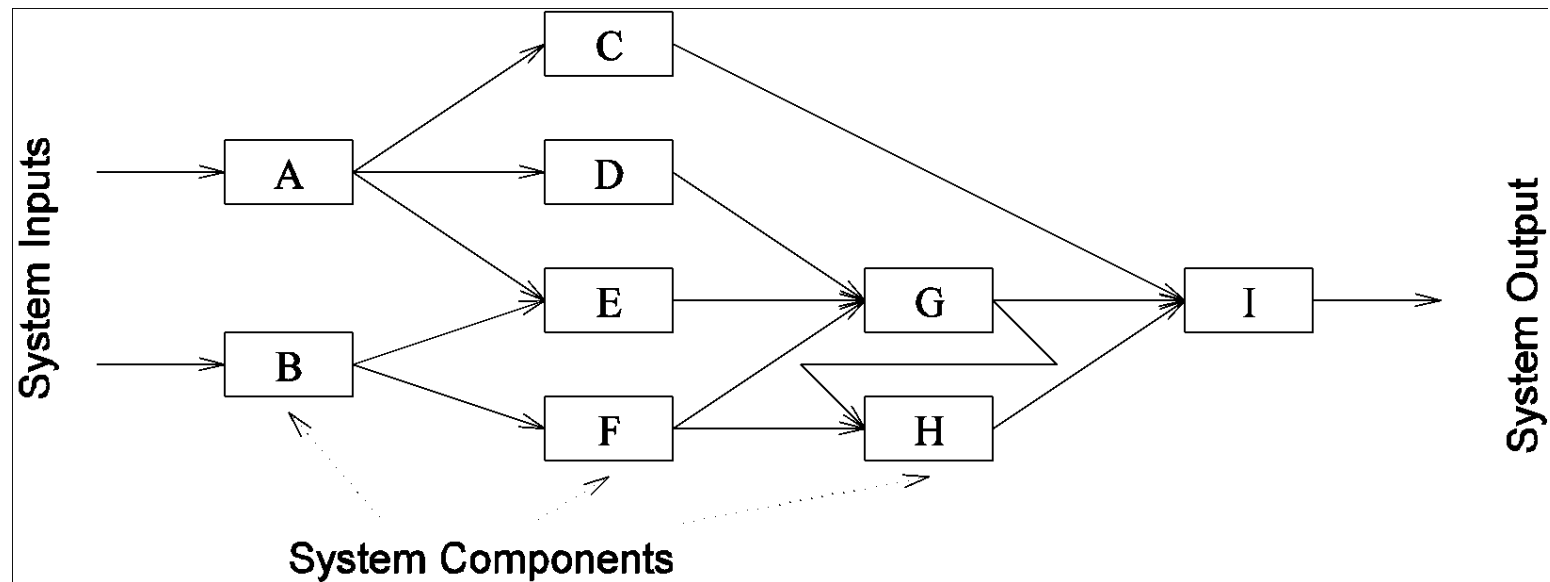 System Inputs
A
B
C
D
E
F
G
H
I
System Output
System Components